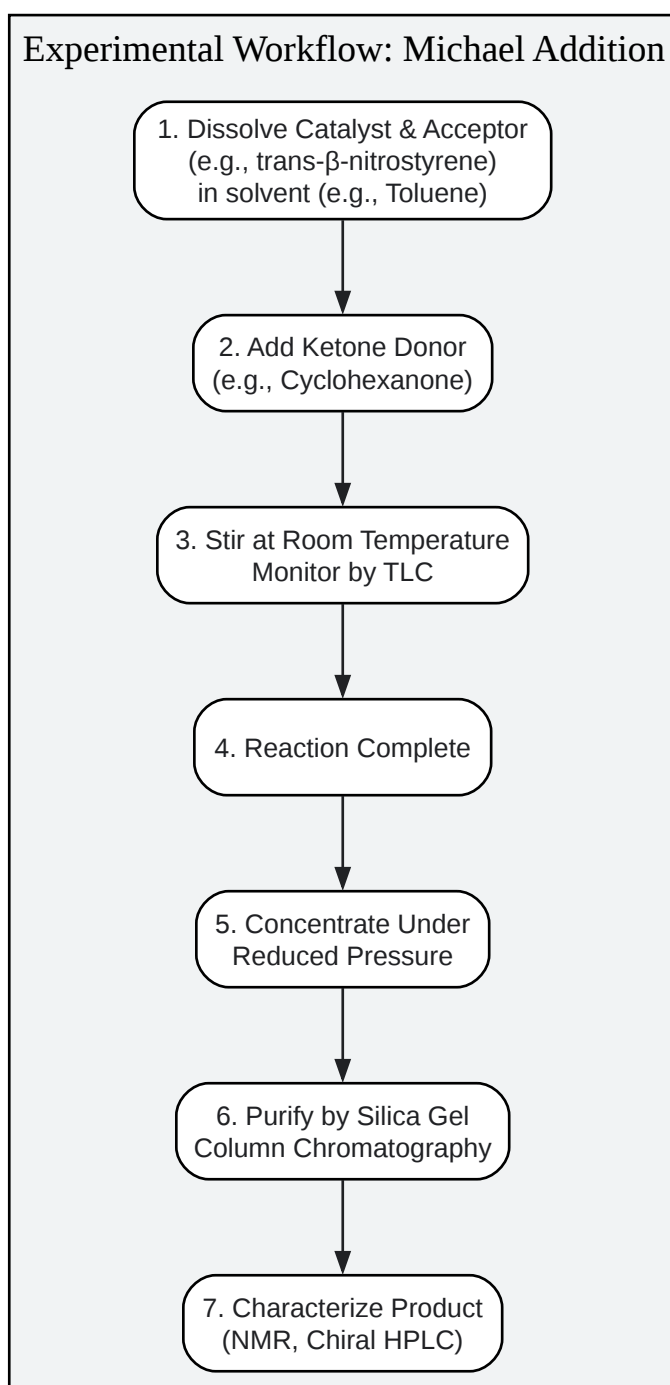 Experimental Workflow: Michael Addition
1. Dissolve Catalyst & Acceptor
(e.g., trans-β-nitrostyrene)
in solvent (e.g., Toluene)
2. Add Ketone Donor
(e.g., Cyclohexanone)
3. Stir at Room Temperature
Monitor by TLC
4. Reaction Complete
5. Concentrate Under
Reduced Pressure
6. Purify by Silica Gel
Column Chromatography
7. Characterize Product
(NMR, Chiral HPLC)